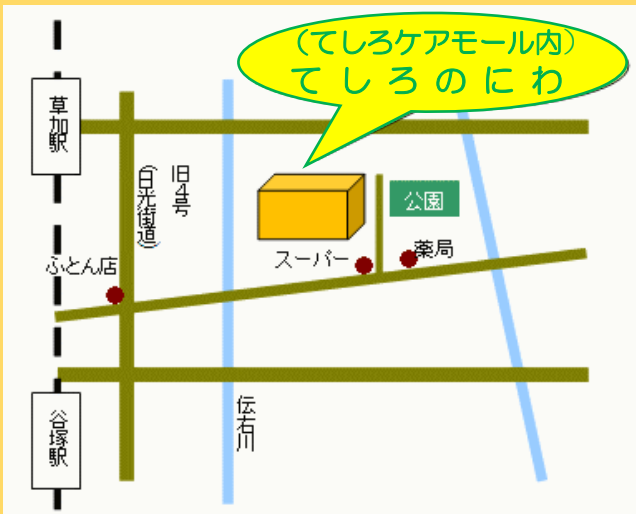 （てしろケアモール内）
てしろのにわ
草加駅
旧4号
（日光街道）
公園
スーパー
薬局
ふとん店
谷塚駅
伝右川